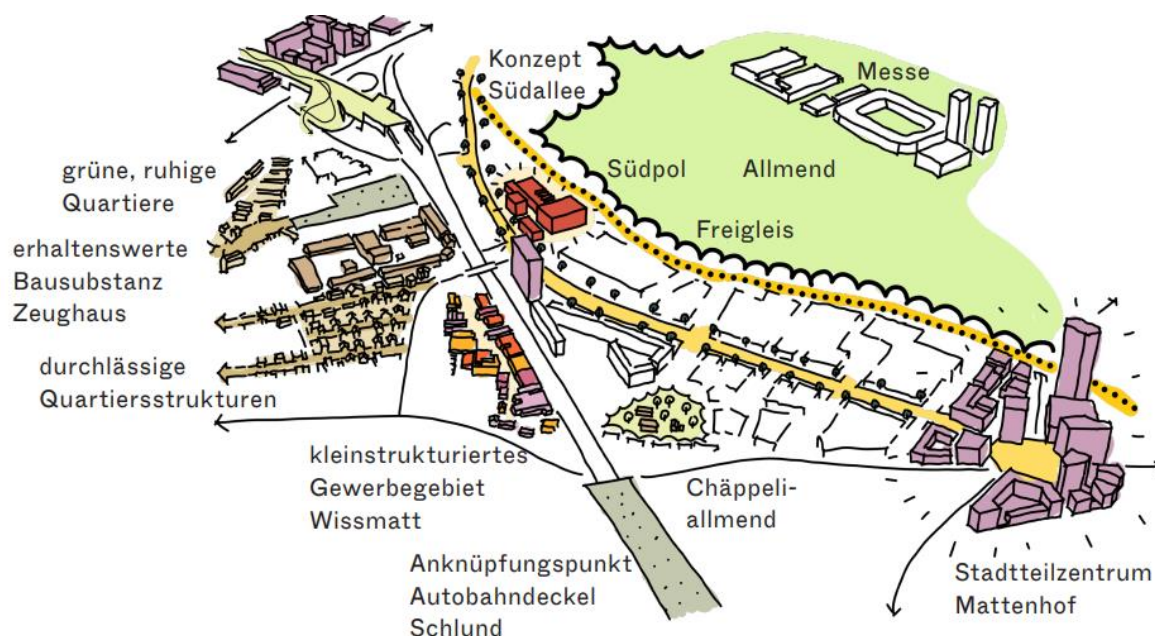 Konzept
Südallee
Messe
Südpol
Allmend
Freigleis
grüne, ruhige
Quartiere
erhaltenswerte
Bausubstanz
Zeughaus
durchlässige
Quartiersstrukturen
kleinstrukturiertes
Gewerbegebiet
Wissmatt
Chäppeli-
allmend
Anknüpfungspunkt
Autobahndeckel
Schlund
Stadtteilzentrum
Mattenhof